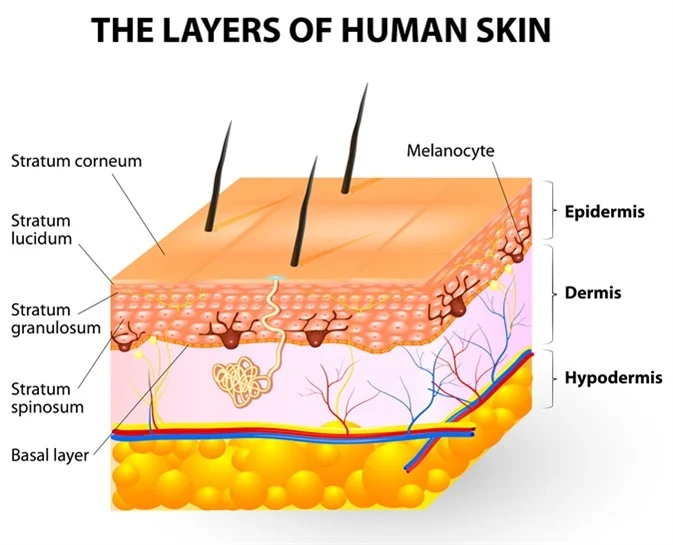 THE LAYERS OF HUMAN SKIN
Stratum corneum
Melanocyte
Stratum
lucidum
Epidermis
Stratum
granulosum
Dermis
Stratum
spinosum
Hypodermis
Basal layer